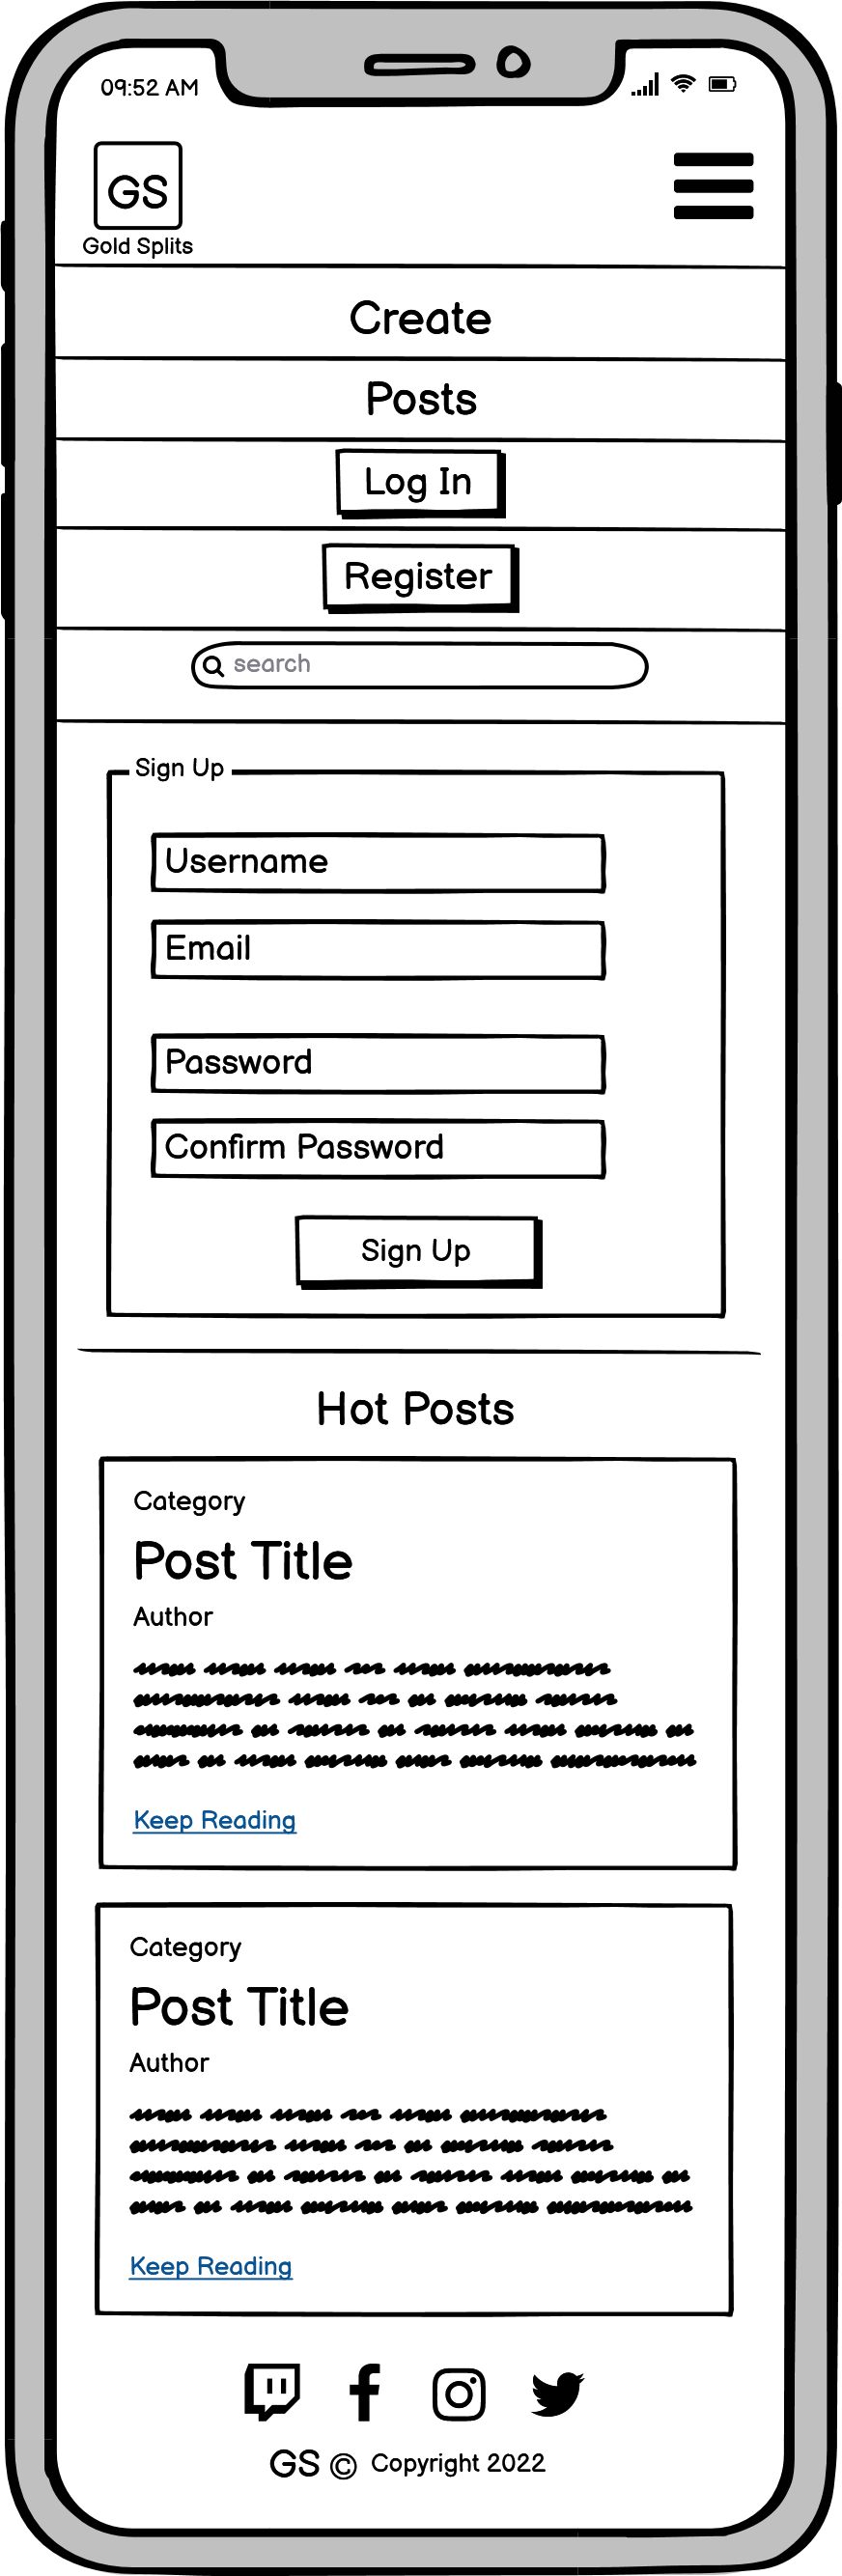 09:52 AM
GS
Gold Splits
Create
Posts
Log In
Register
search
Sign Up
Username
Email
Password
Confirm Password
Sign Up
Hot Posts
Category
Post Title
Author
Keep Reading
Category
Post Title
Author
Keep Reading
GS © Copyright 2022